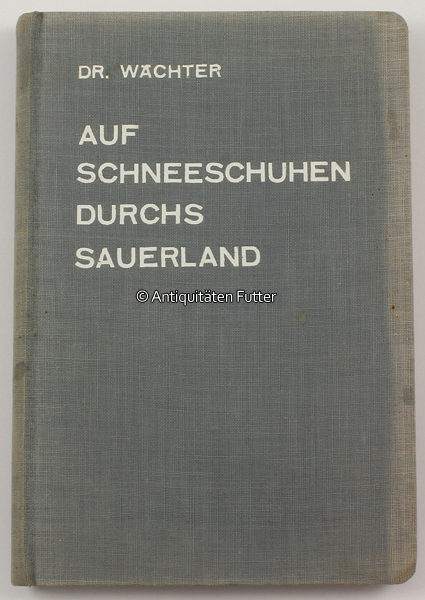 DR. WÄCHTER
AUF
SCHNEESCHUHEN
DURCHS
SAUERLAND
© Antiquitäten Futter